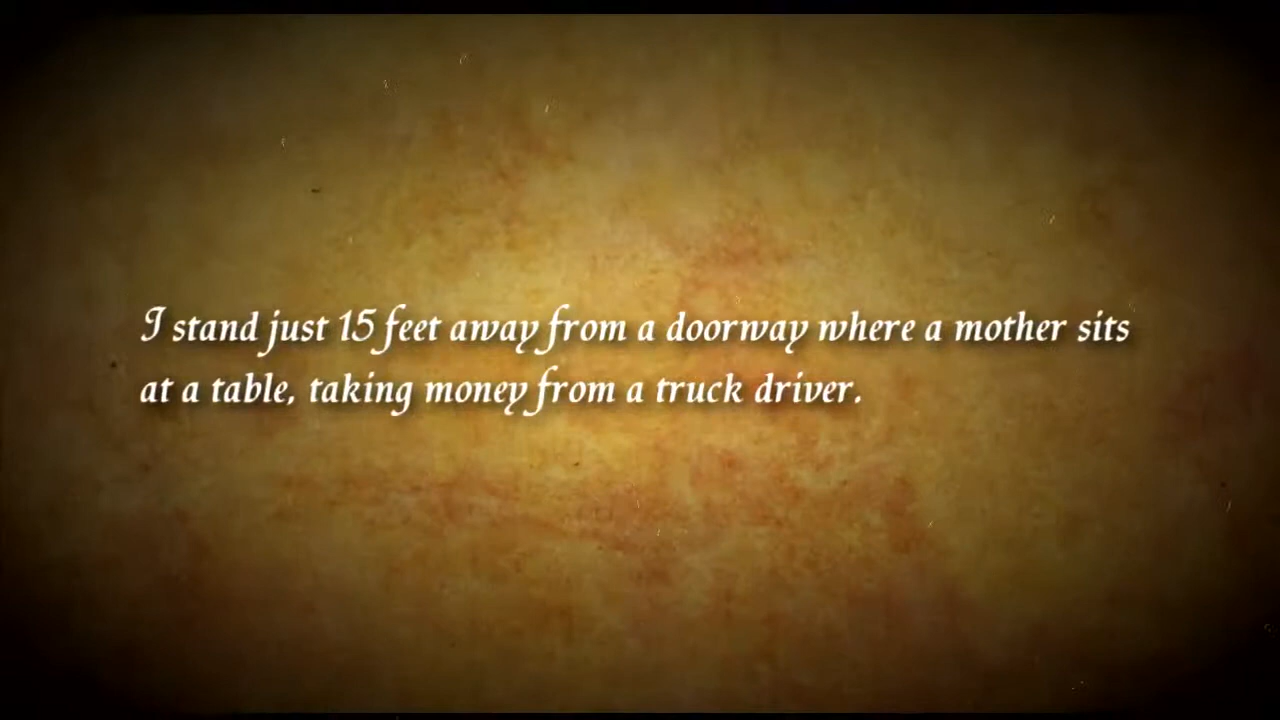 I stand just 15 feet away from a doorway where a mother sits
at a table, taking money from a truck driver.